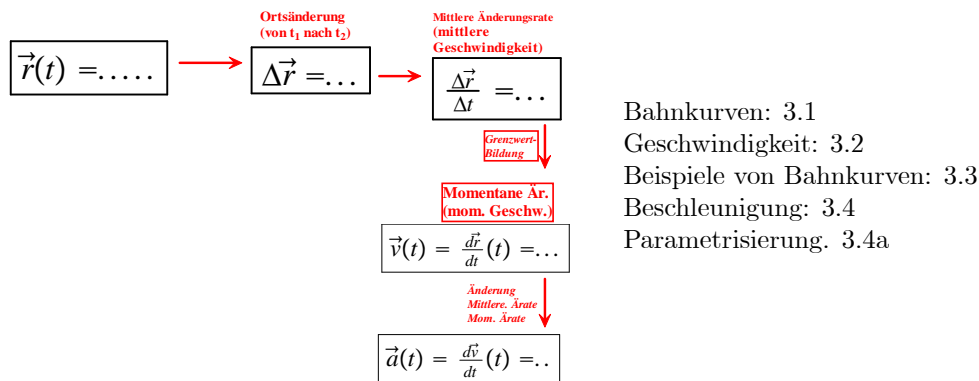 Ortsänderung
(von t₁ nach t₂)
Mittlere Änderungsrate
(mittlere
Geschwindigkeit)
r⃗(t) =.....
Δr⃗ =...
Δr⃗/Δt =...
Grenzwert-
Bildung
Momentane Är.
(mom. Geschw.)
v⃗(t) = dr⃗/dt(t) =...
Änderung
Mittlere. Ärate
Mom. Ärate
a⃗(t) = dv⃗/dt(t) =..
Bahnkurven: 3.1
Geschwindigkeit: 3.2
Beispiele von Bahnkurven: 3.3
Beschleunigung: 3.4
Parametrisierung. 3.4a